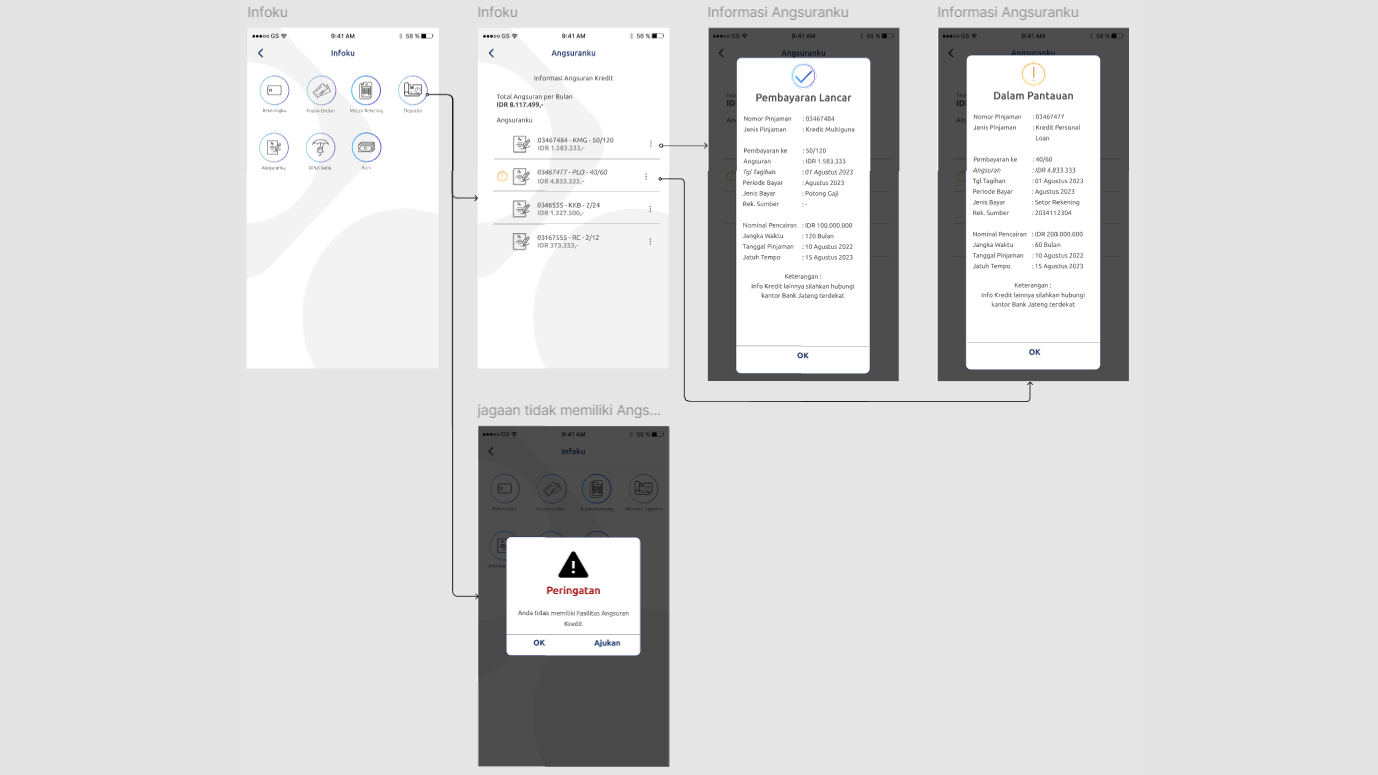 Infoku
●●●○○ GS
9:41 AM
58 %
Infoku
Rekeningku
Mutasi Rekening
Deposito
Angsuranku
Kurs
Infoku
●●●○○ GS
9:41 AM
58 %
Angsuranku
Informasi Angsuran Kredit
Total Angsuran per Bulan
IDR 8.117.499,-
Angsuranku
03467484 - KMG - 50/120
IDR 1.583.333,-
03467477 - PLO - 40/60
IDR 4.833.333,-
0346555 - KKB - 2/24
IDR 1.327.500,-
03167555 - RC - 2/12
IDR 373.333,-
Informasi Angsuranku
●●●○○ GS
9:41 AM
58 %
Angsuranku
Pembayaran Lancar
Nomor Pinjaman : 03467484
Jenis Pinjaman : Kredit Multiguna
Pembayaran ke : 50/120
Angsuran : IDR 1.583.333
Tgl Tagihan : 01 Agustus 2023
Periode Bayar : Agustus 2023
Jenis Bayar : Potong Gaji
Rek. Sumber : -
Nominal Pencairan : IDR 100.000.000
Jangka Waktu : 120 Bulan
Tanggal Pinjaman : 10 Agustus 2022
Jatuh Tempo : 15 Agustus 2023
Keterangan :
Info Kredit lainnya silahkan hubungi
kantor Bank Jateng terdekat
OK
Informasi Angsuranku
●●●○○ GS
9:41 AM
58 %
Angsuranku
Dalam Pantauan
Nomor Pinjaman : 03467477
Jenis Pinjaman : Kredit Personal
Loan
Pembayaran ke : 40/60
Angsuran : IDR 4.833.333
Tgl Tagihan : 01 Agustus 2023
Periode Bayar : Agustus 2023
Jenis Bayar : Setor Rekening
Rek. Sumber : 2034112304
Nominal Pencairan : IDR 200.000.000
Jangka Waktu : 60 Bulan
Tanggal Pinjaman : 10 Agustus 2022
Jatuh Tempo : 15 Agustus 2023
Keterangan :
Info Kredit lainnya silahkan hubungi
kantor Bank Jateng terdekat
OK
jagaan tidak memiliki Angs...
●●●○○ GS
9:41 AM
58 %
Infoku
Peringatan
Anda tidak memiliki Fasilitas Angsuran
Kredit
OK
Ajukan